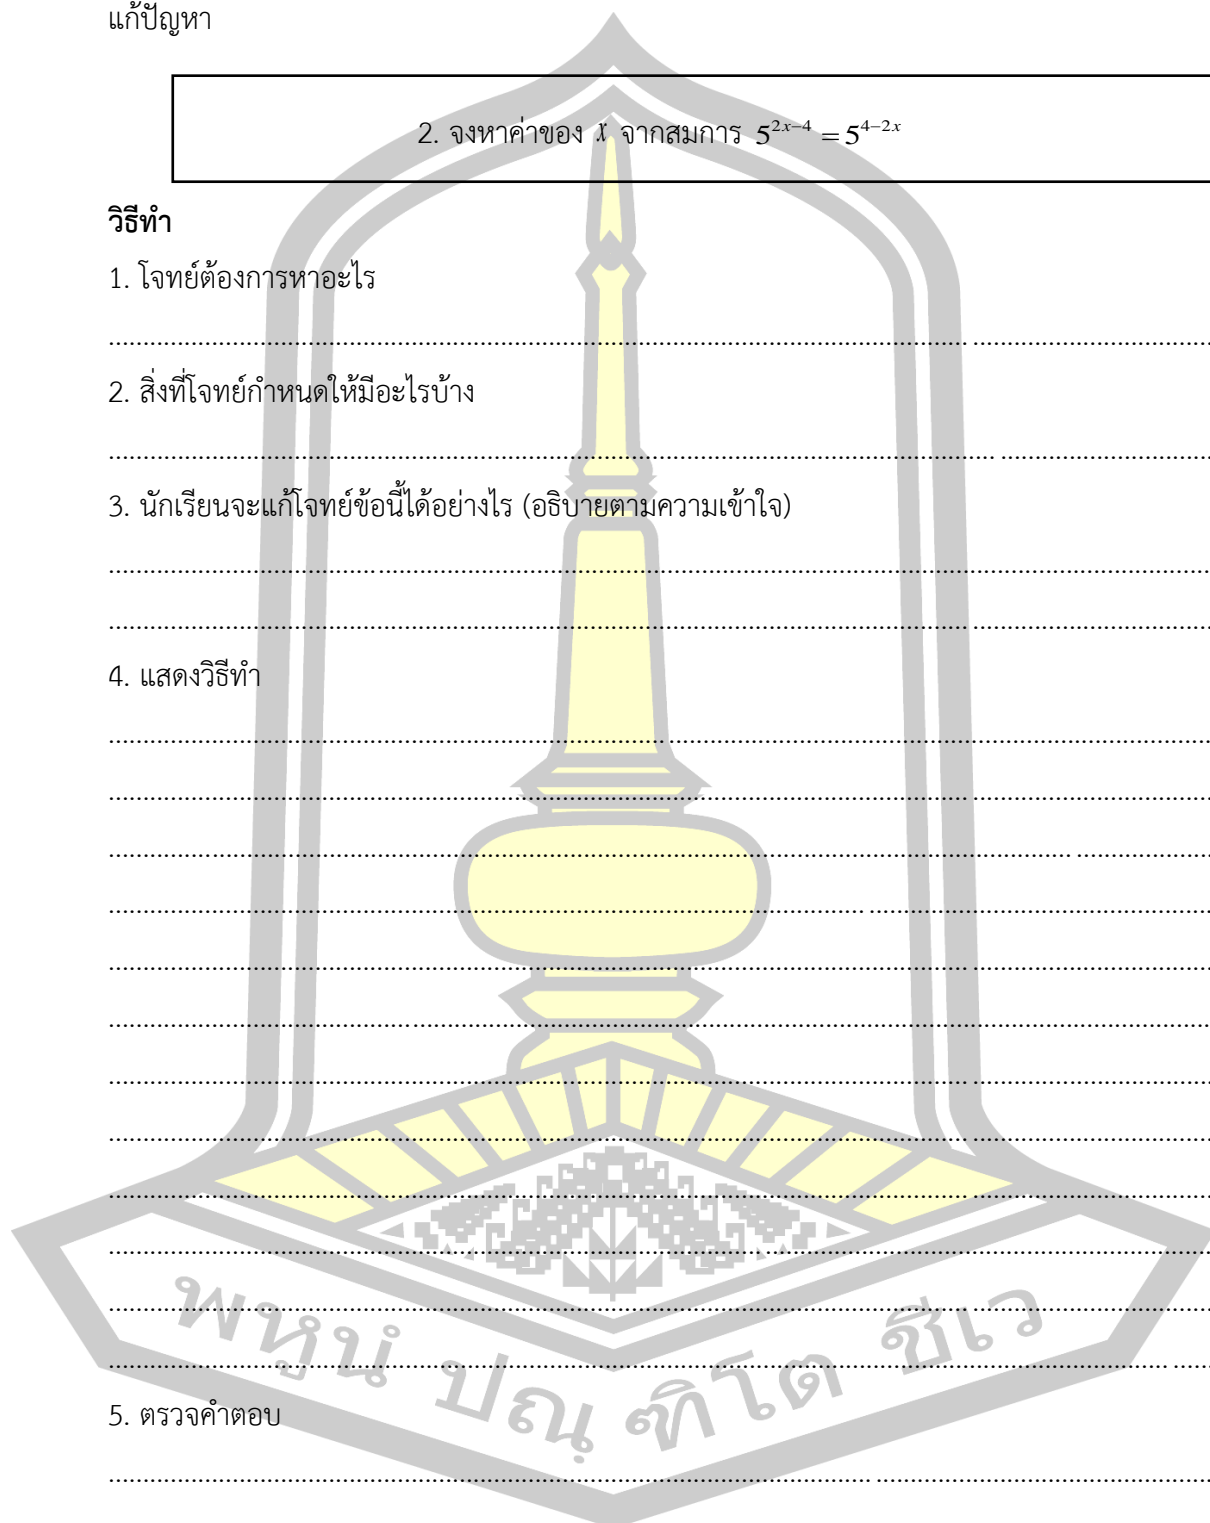 แก้ปัญหา
2. จงหาค่าของ x จากสมการ 5^{2x-4} = 5^{4-2x}
วิธีทำ
1. โจทย์ต้องการหาอะไร
2. สิ่งที่โจทย์กำหนดให้มีอะไรบ้าง
3. นักเรียนจะแก้โจทย์ข้อนี้ได้อย่างไร (อธิบายตามความเข้าใจ)
4. แสดงวิธีทำ
พหูนํ ปณฺฑิโต ชีเว
5. ตรวจคำตอบ